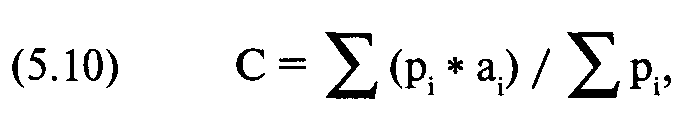 (5.10) C = ∑ (pᵢ * aᵢ) / ∑ pᵢ,